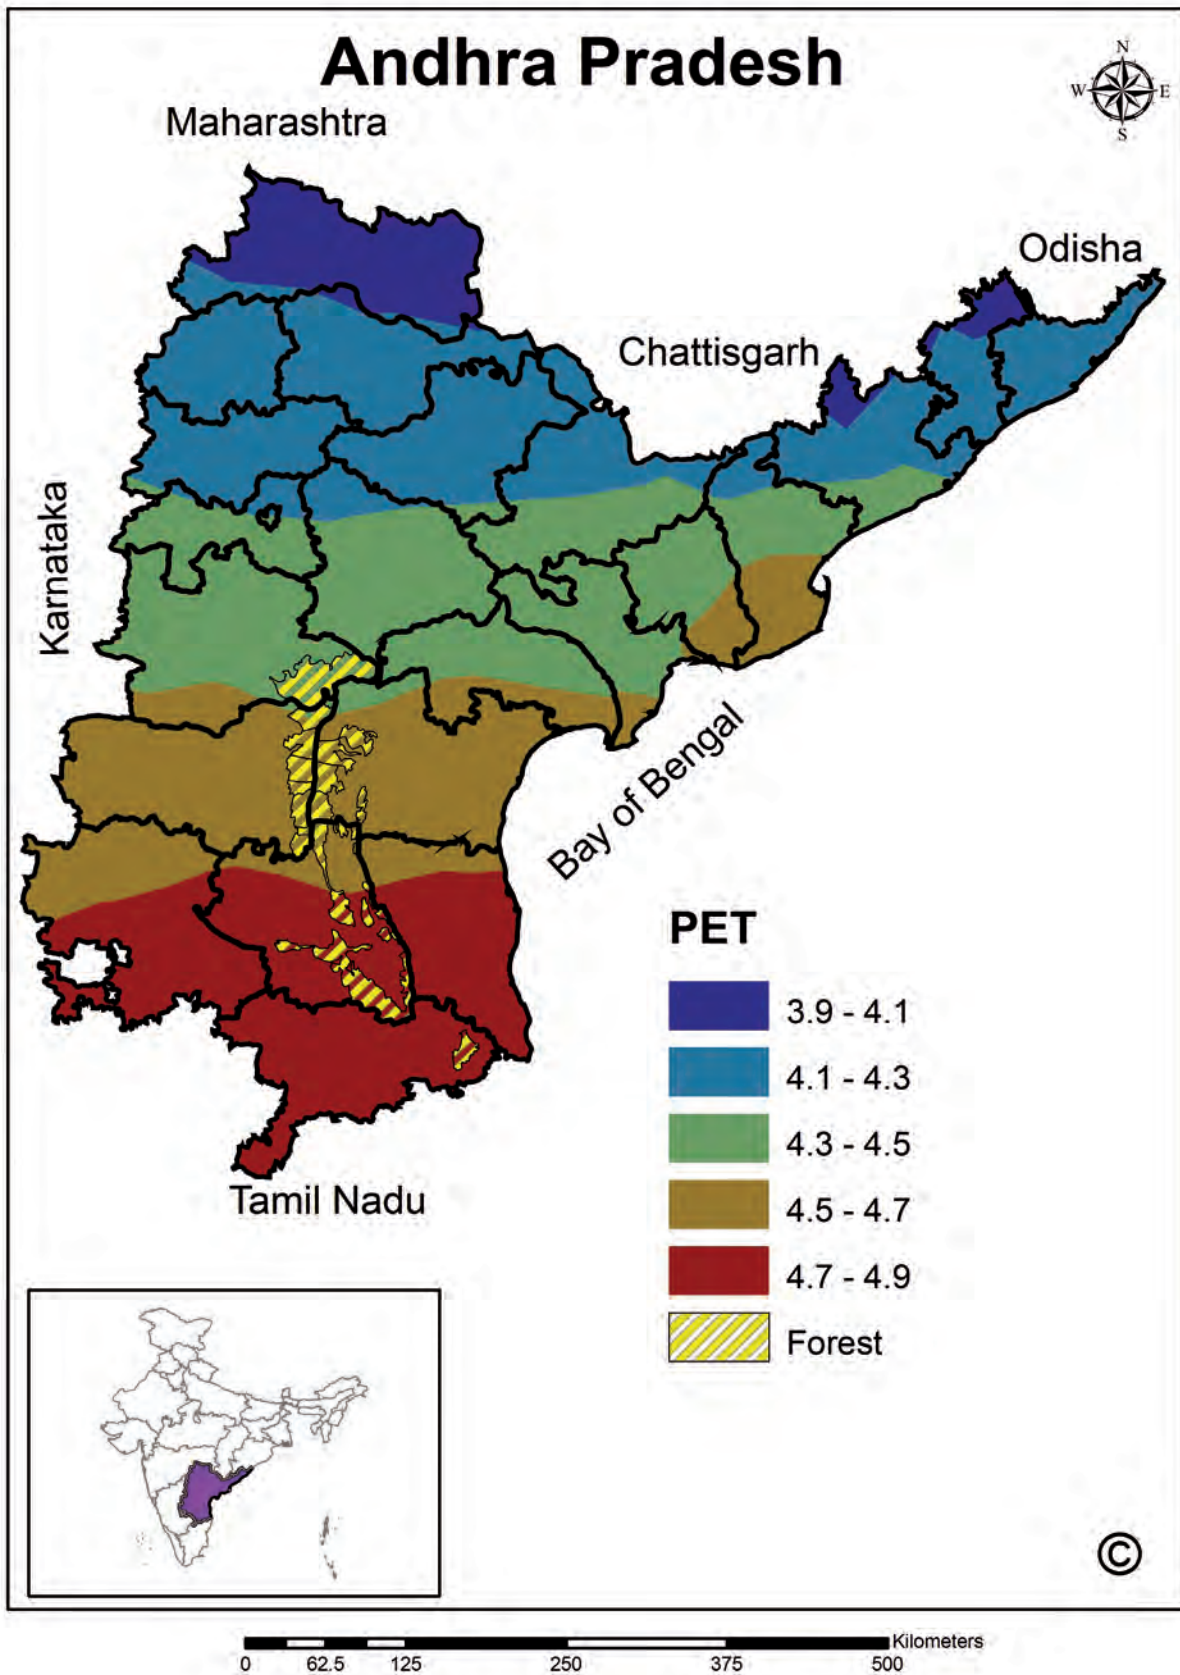 Andhra Pradesh
N
W E
S
Maharashtra
Odisha
Chattisgarh
Karnataka
Bay of Bengal
PET
3.9 - 4.1
4.1 - 4.3
4.3 - 4.5
4.5 - 4.7
4.7 - 4.9
Forest
Tamil Nadu
©
Kilometers
0 62.5 125 250 375 500